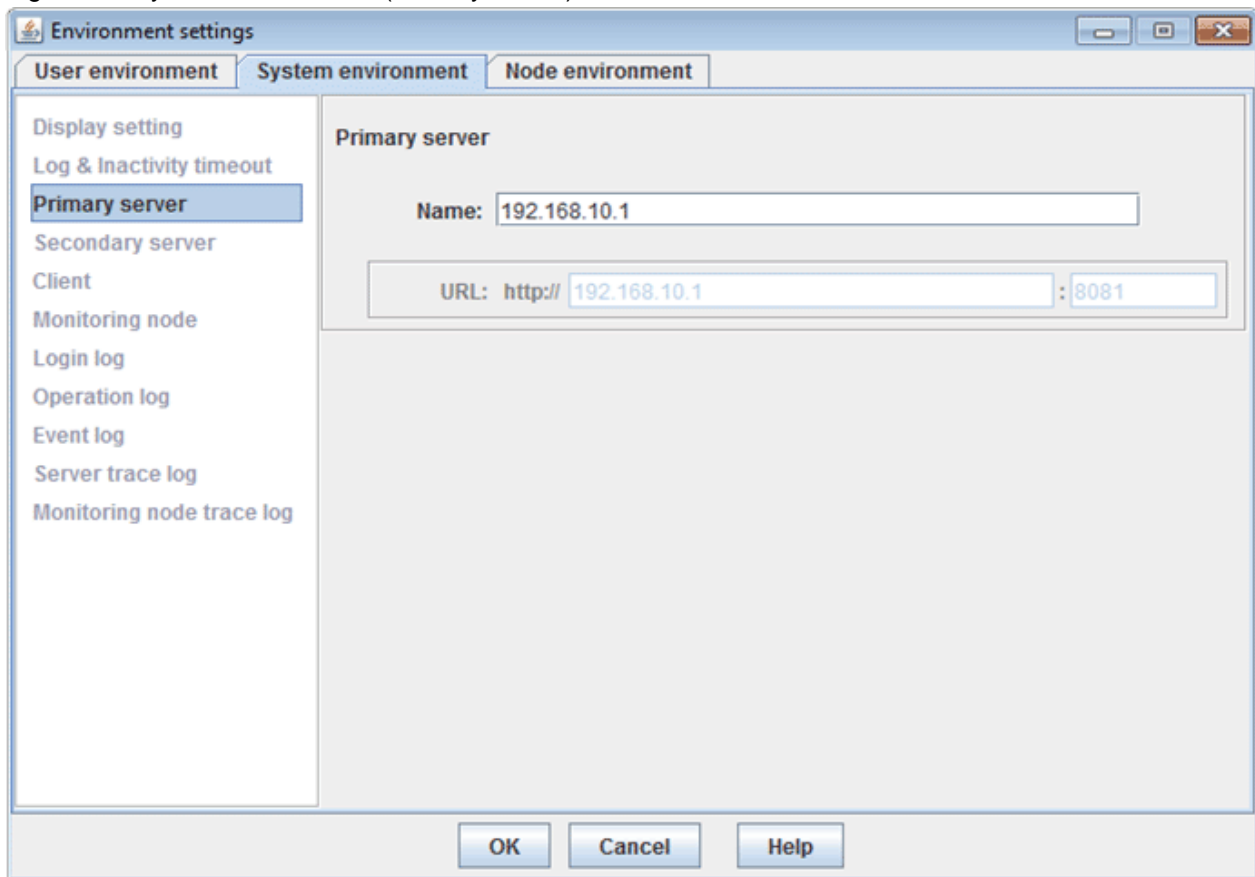 Environment settings
User environment System environment Node environment
Display setting
Log & Inactivity timeout
Primary server
Secondary server
Client
Monitoring node
Login log
Operation log
Event log
Server trace log
Monitoring node trace log
Primary server
Name: 192.168.10.1
URL: http:// 192.168.10.1 : 8081
OK Cancel Help